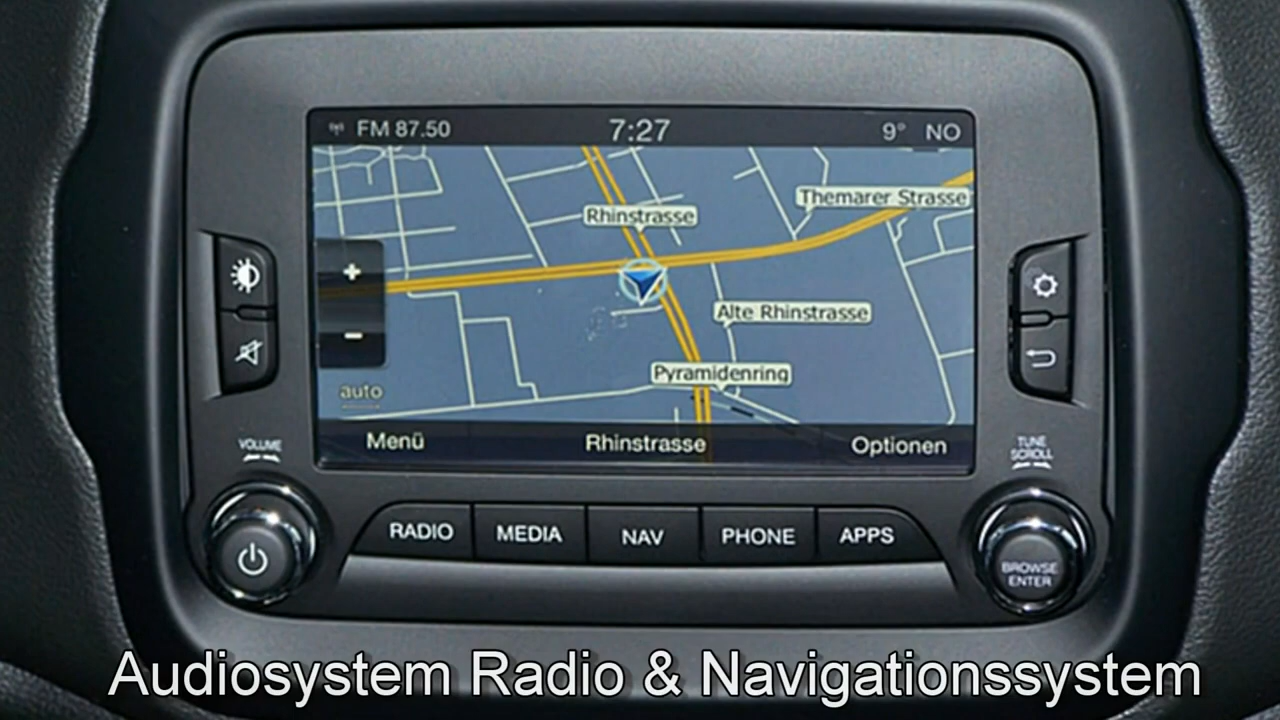 FM 87.50 7:27 9° NO
Themarer Strasse
Rhinstrasse
+
Alte Rhinstrasse
−
Pyramidenring
auto
Menü Rhinstrasse Optionen
VOLUME
TUNE
SCROLL
RADIO MEDIA NAV PHONE APPS
BROWSE
ENTER
Audiosystem Radio & Navigationssystem